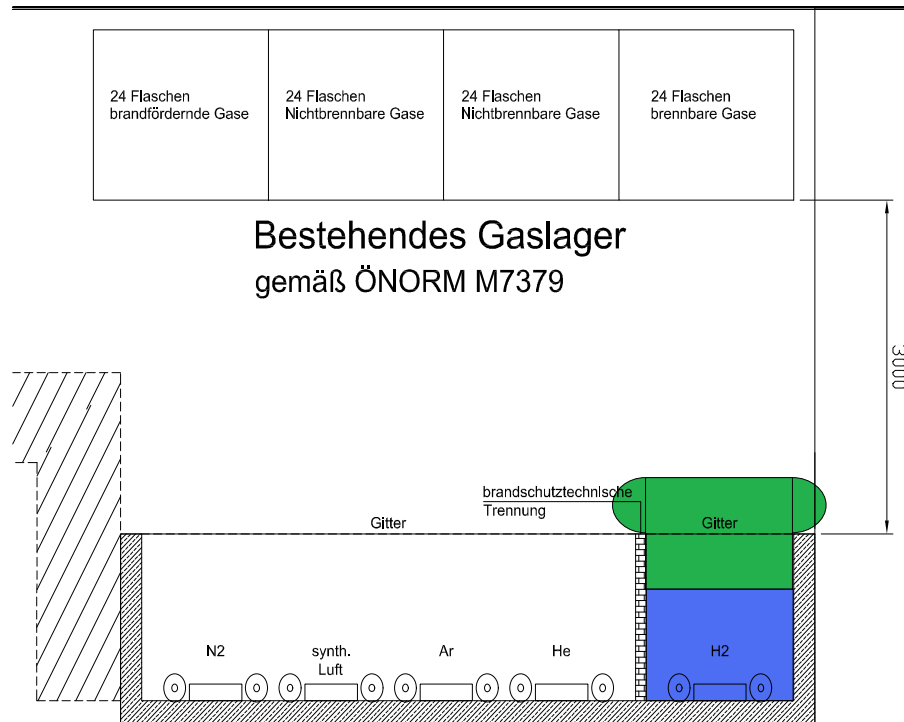 24 Flaschen
brandfördernde Gase
24 Flaschen
Nichtbrennbare Gase
24 Flaschen
Nichtbrennbare Gase
24 Flaschen
brennbare Gase
Bestehendes Gaslager
gemäß ÖNORM M7379
3000
brandschutztechnische
Trennung
Gitter
Gitter
N2
synth.
Luft
Ar
He
H2